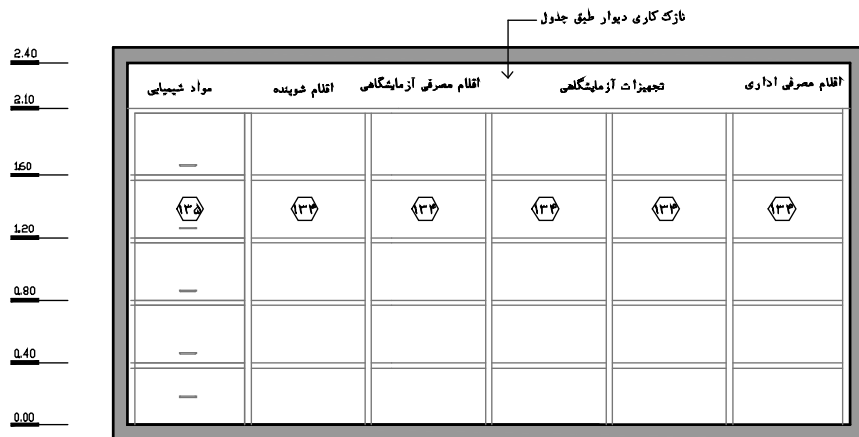 نازک کاری دیوار طبق جدول
اقلام مصرفی اداری تجهیزات آزمایشگاهی اقلام مصرفی آزمایشگاهی اقلام شوینده مواد شیمیایی
2.40
2.10
1.60
۱۳۴ ۱۳۴ ۱۳۴ ۱۳۴ ۱۳۴ ۱۳۵
1.20
0.80
0.40
0.00